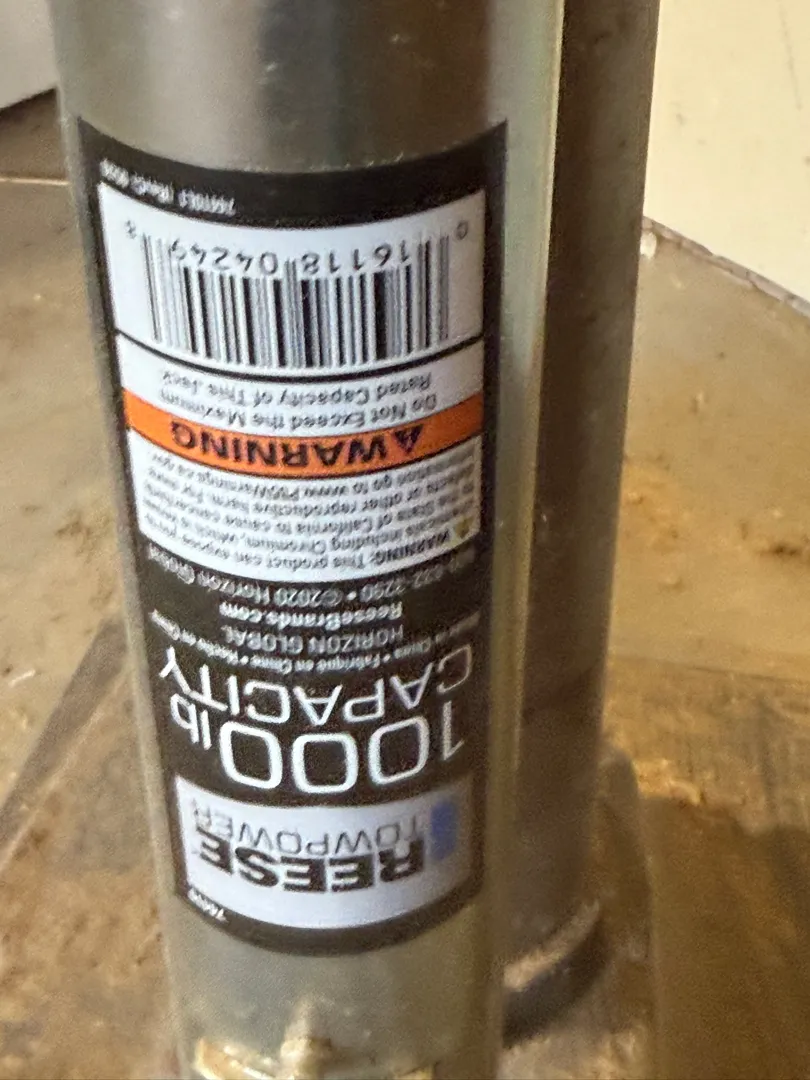 REESE
TOWPOWER
1000 lb
CAPACITY
Made in China • Fabriqué en Chine • Hecho en China
HORIZON GLOBAL
ReeseBrands.com
©2020 Horizon Global
WARNING: This product can expose you to
chemicals including Chromium, which is known
to the State of California to cause cancer and birth
defects or other reproductive harm. For more
information go to www.P65Warnings.ca.gov
WARNING
Do Not Exceed the Maximum
Rated Capacity of This Jack
0 16118 04249 8